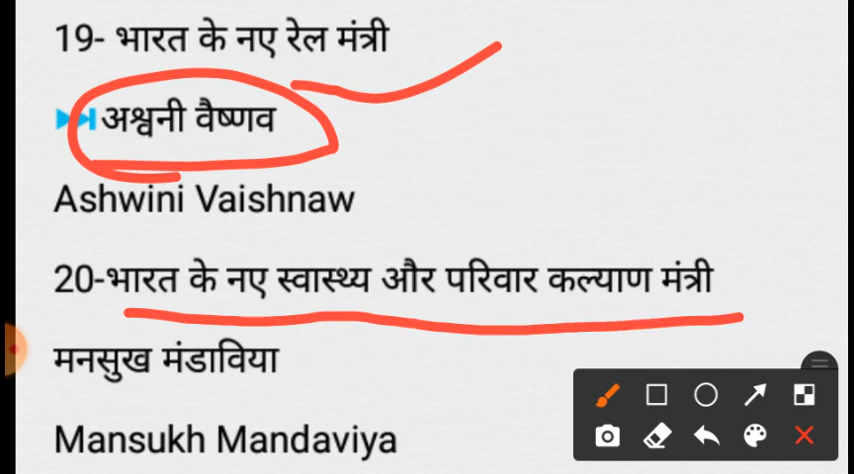 19- भारत के नए रेल मंत्री
अश्वनी वैष्णव
Ashwini Vaishnaw
20-भारत के नए स्वास्थ्य और परिवार कल्याण मंत्री
मनसुख मंडाविया
Mansukh Mandaviya